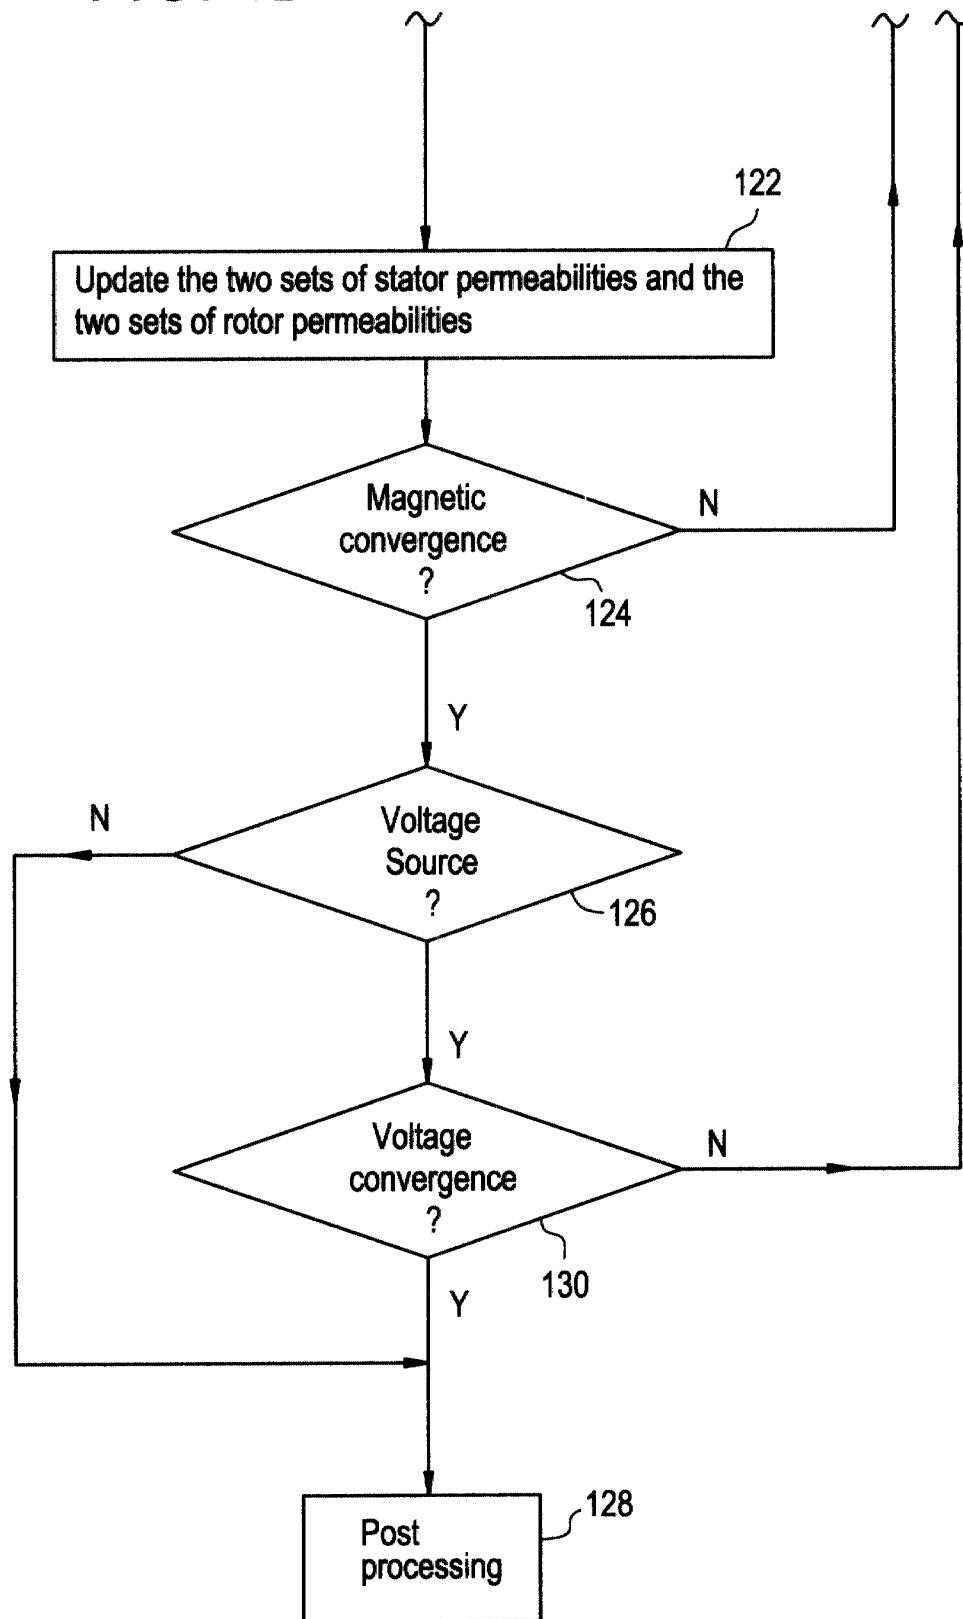 122
Update the two sets of stator permeabilities and the
two sets of rotor permeabilities
Magnetic
convergence
?
N
124
Y
N
Voltage
Source
?
126
Y
Voltage
convergence
?
N
130
Y
128
Post
processing